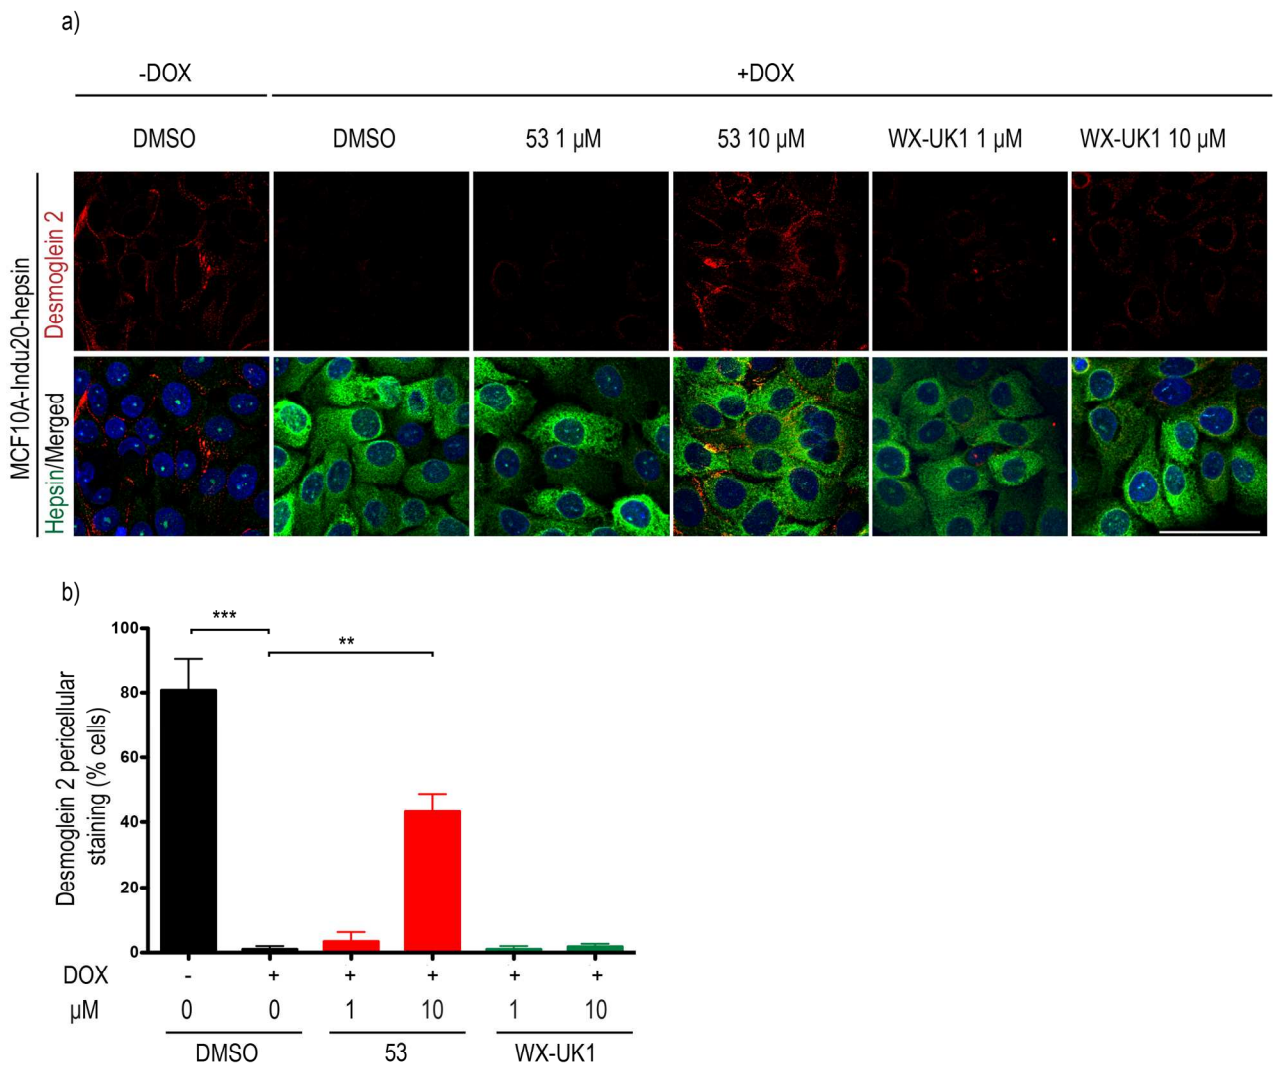 a)
-DOX
+DOX
DMSO
DMSO
53 1 µM
53 10 µM
WX-UK1 1 µM
WX-UK1 10 µM
MCF10A-Indu20-hepsin
Desmoglein 2
Hepsin/Merged
b)
***
**
Desmoglein 2 pericellular
staining (% cells)
100
80
60
40
20
0
DOX - + + + + +
µM 0 0 1 10 1 10
DMSO 53 WX-UK1